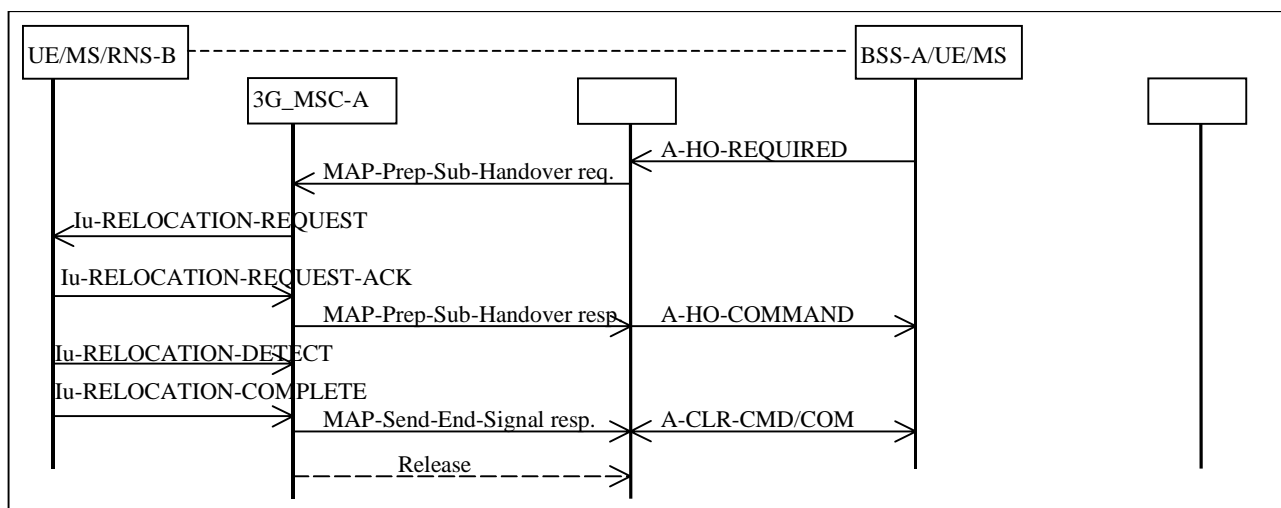 UE/MS/RNS-B
BSS-A/UE/MS
3G_MSC-A
A-HO-REQUIRED
MAP-Prep-Sub-Handover req.
Iu-RELOCATION-REQUEST
Iu-RELOCATION-REQUEST-ACK
MAP-Prep-Sub-Handover resp
A-HO-COMMAND
Iu-RELOCATION-DETECT
Iu-RELOCATION-COMPLETE
MAP-Send-End-Signal resp.
A-CLR-CMD/COM
Release